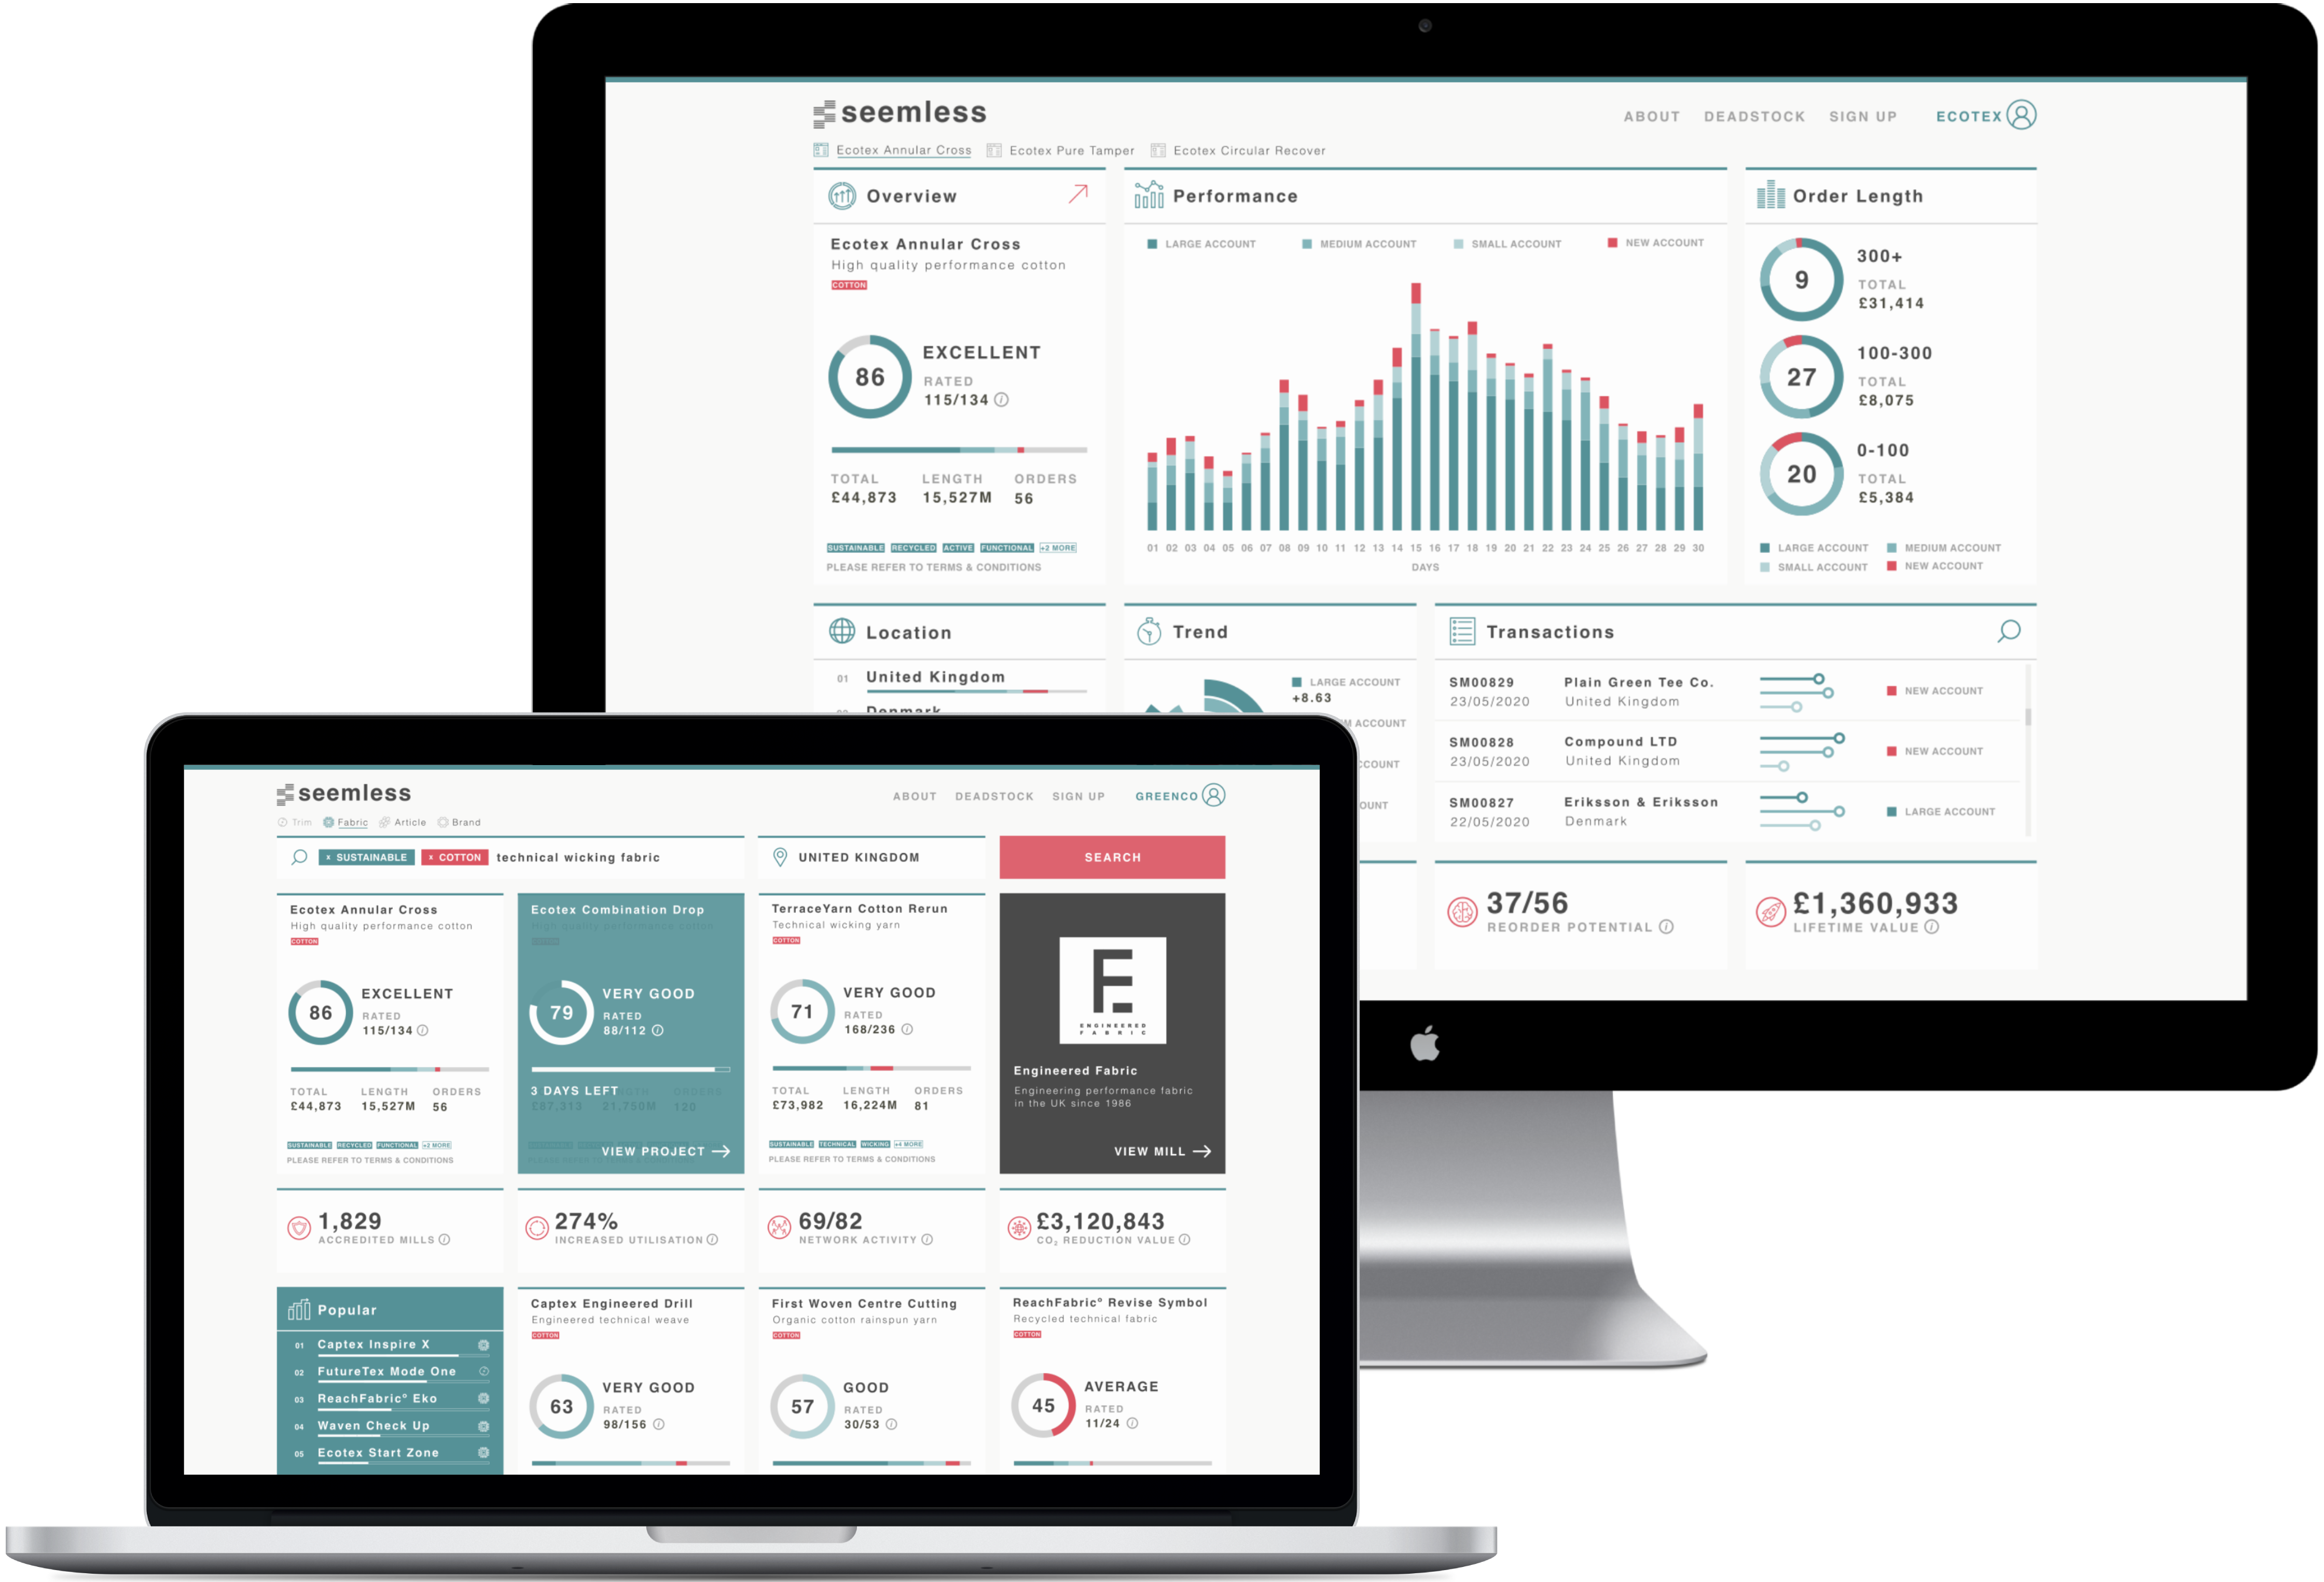 seemless
ABOUT DEADSTOCK SIGN UP ECOTEX
Ecotex Annular Cross Ecotex Pure Tamper Ecotex Circular Recover
Overview
Ecotex Annular Cross
High quality performance cotton
COTTON
86
EXCELLENT
RATED
115/134
TOTAL LENGTH ORDERS
£44,873 15,527M 56
SUSTAINABLE RECYCLED ACTIVE FUNCTIONAL +2 MORE
PLEASE REFER TO TERMS & CONDITIONS
Performance
LARGE ACCOUNT MEDIUM ACCOUNT SMALL ACCOUNT NEW ACCOUNT
01 02 03 04 05 06 07 08 09 10 11 12 13 14 15 16 17 18 19 20 21 22 23 24 25 26 27 28 29 30
DAYS
Order Length
9
300+
TOTAL
£31,414
27
100-300
TOTAL
£8,075
20
0-100
TOTAL
£5,384
LARGE ACCOUNT MEDIUM ACCOUNT
SMALL ACCOUNT NEW ACCOUNT
Location
01 United Kingdom
Denmark
Trend
LARGE ACCOUNT
+8.63
M ACCOUNT
CCOUNT
OUNT
Transactions
SM00829 Plain Green Tee Co.
23/05/2020 United Kingdom
NEW ACCOUNT
SM00828 Compound LTD
23/05/2020 United Kingdom
NEW ACCOUNT
SM00827 Eriksson & Eriksson
22/05/2020 Denmark
LARGE ACCOUNT
37/56
REORDER POTENTIAL
£1,360,933
LIFETIME VALUE
seemless
ABOUT DEADSTOCK SIGN UP GREENCO
Trim Fabric Article Brand
x SUSTAINABLE x COTTON technical wicking fabric
UNITED KINGDOM
SEARCH
Ecotex Annular Cross
High quality performance cotton
COTTON
86
EXCELLENT
RATED
115/134
TOTAL LENGTH ORDERS
£44,873 15,527M 56
SUSTAINABLE RECYCLED FUNCTIONAL +2 MORE
PLEASE REFER TO TERMS & CONDITIONS
Ecotex Combination Drop
High quality performance cotton
79
VERY GOOD
RATED
88/112
3 DAYS LEFT
£87,313 21,750M 120
VIEW PROJECT
TerraceYarn Cotton Rerun
Technical wicking yarn
COTTON
71
VERY GOOD
RATED
168/236
TOTAL LENGTH ORDERS
£73,982 16,224M 81
SUSTAINABLE TECHNICAL WICKING +4 MORE
PLEASE REFER TO TERMS & CONDITIONS
ENGINEERED
FABRIC
Engineered Fabric
Engineering performance fabric
in the UK since 1986
VIEW MILL
1,829
ACCREDITED MILLS
274%
INCREASED UTILISATION
69/82
NETWORK ACTIVITY
£3,120,843
CO₂ REDUCTION VALUE
Popular
01 Captex Inspire X
02 FutureTex Mode One
03 ReachFabric° Eko
04 Waven Check Up
05 Ecotex Start Zone
Captex Engineered Drill
Engineered technical weave
COTTON
63
VERY GOOD
RATED
98/156
First Woven Centre Cutting
Organic cotton rainspun yarn
COTTON
57
GOOD
RATED
30/53
ReachFabric° Revise Symbol
Recycled technical fabric
COTTON
45
AVERAGE
RATED
11/24